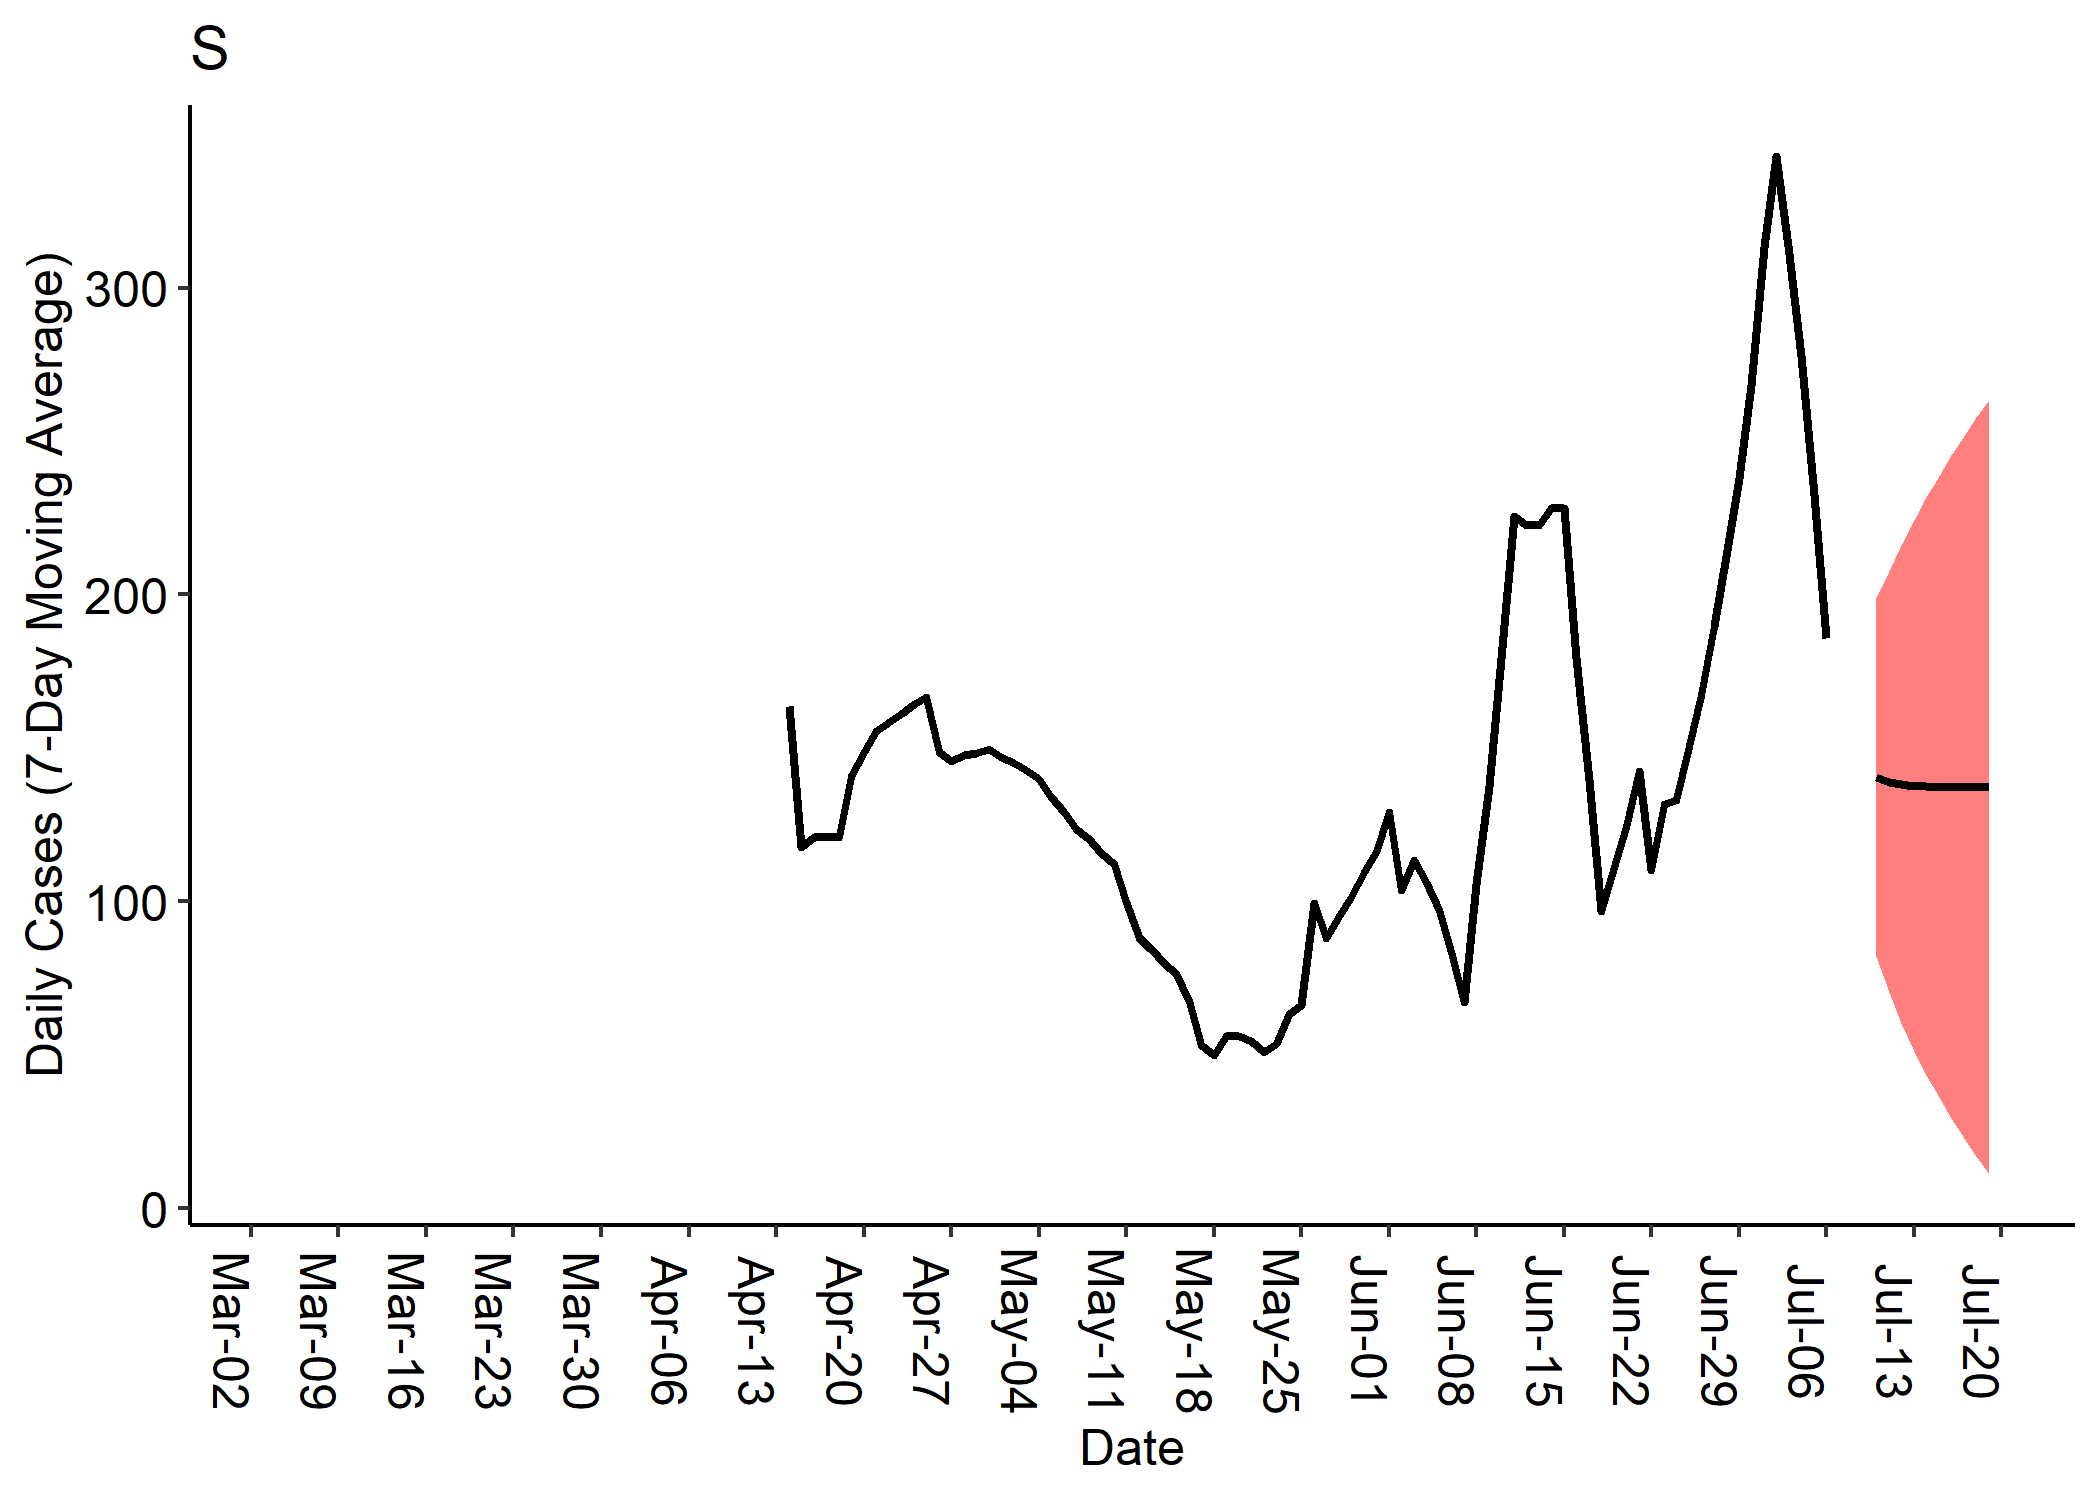 S
Daily Cases (7-Day Moving Average)
300
200
100
0
Mar-02
Mar-09
Mar-16
Mar-23
Mar-30
Apr-06
Apr-13
Apr-20
Apr-27
May-04
May-11
May-18
May-25
Jun-01
Jun-08
Jun-15
Jun-22
Jun-29
Jul-06
Jul-13
Jul-20
Date